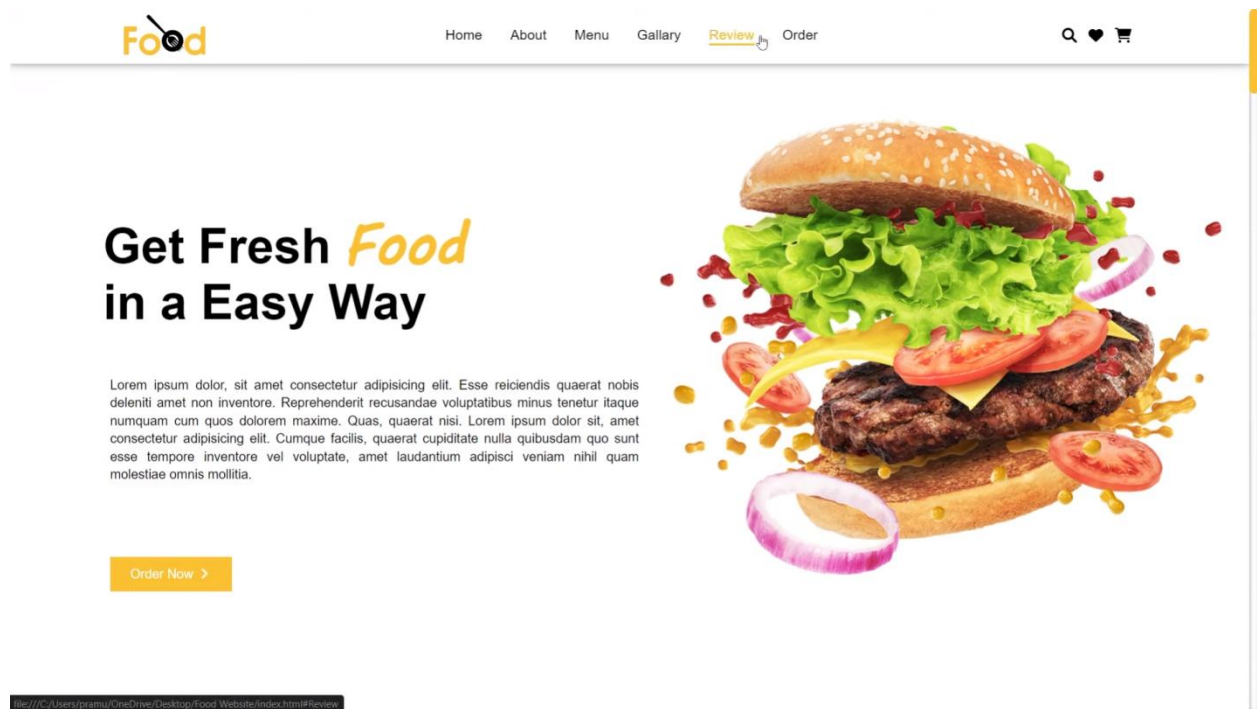 Food
Home About Menu Gallary Review Order
Get Fresh Food
in a Easy Way
Lorem ipsum dolor, sit amet consectetur adipisicing elit. Esse reiciendis quaerat nobis
deleniti amet non inventore. Reprehenderit recusandae voluptatibus minus tenetur itaque
numquam cum quos dolorem maxime. Quas, quaerat nisi. Lorem ipsum dolor sit, amet
consectetur adipisicing elit. Cumque facilis, quaerat cupiditate nulla quibusdam quo sunt
esse tempore inventore vel voluptate, amet laudantium adipisci veniam nihil quam
molestiae omnis mollitia.
Order Now
file:///C:/Users/pramu/OneDrive/Desktop/Food Website/index.html#Review